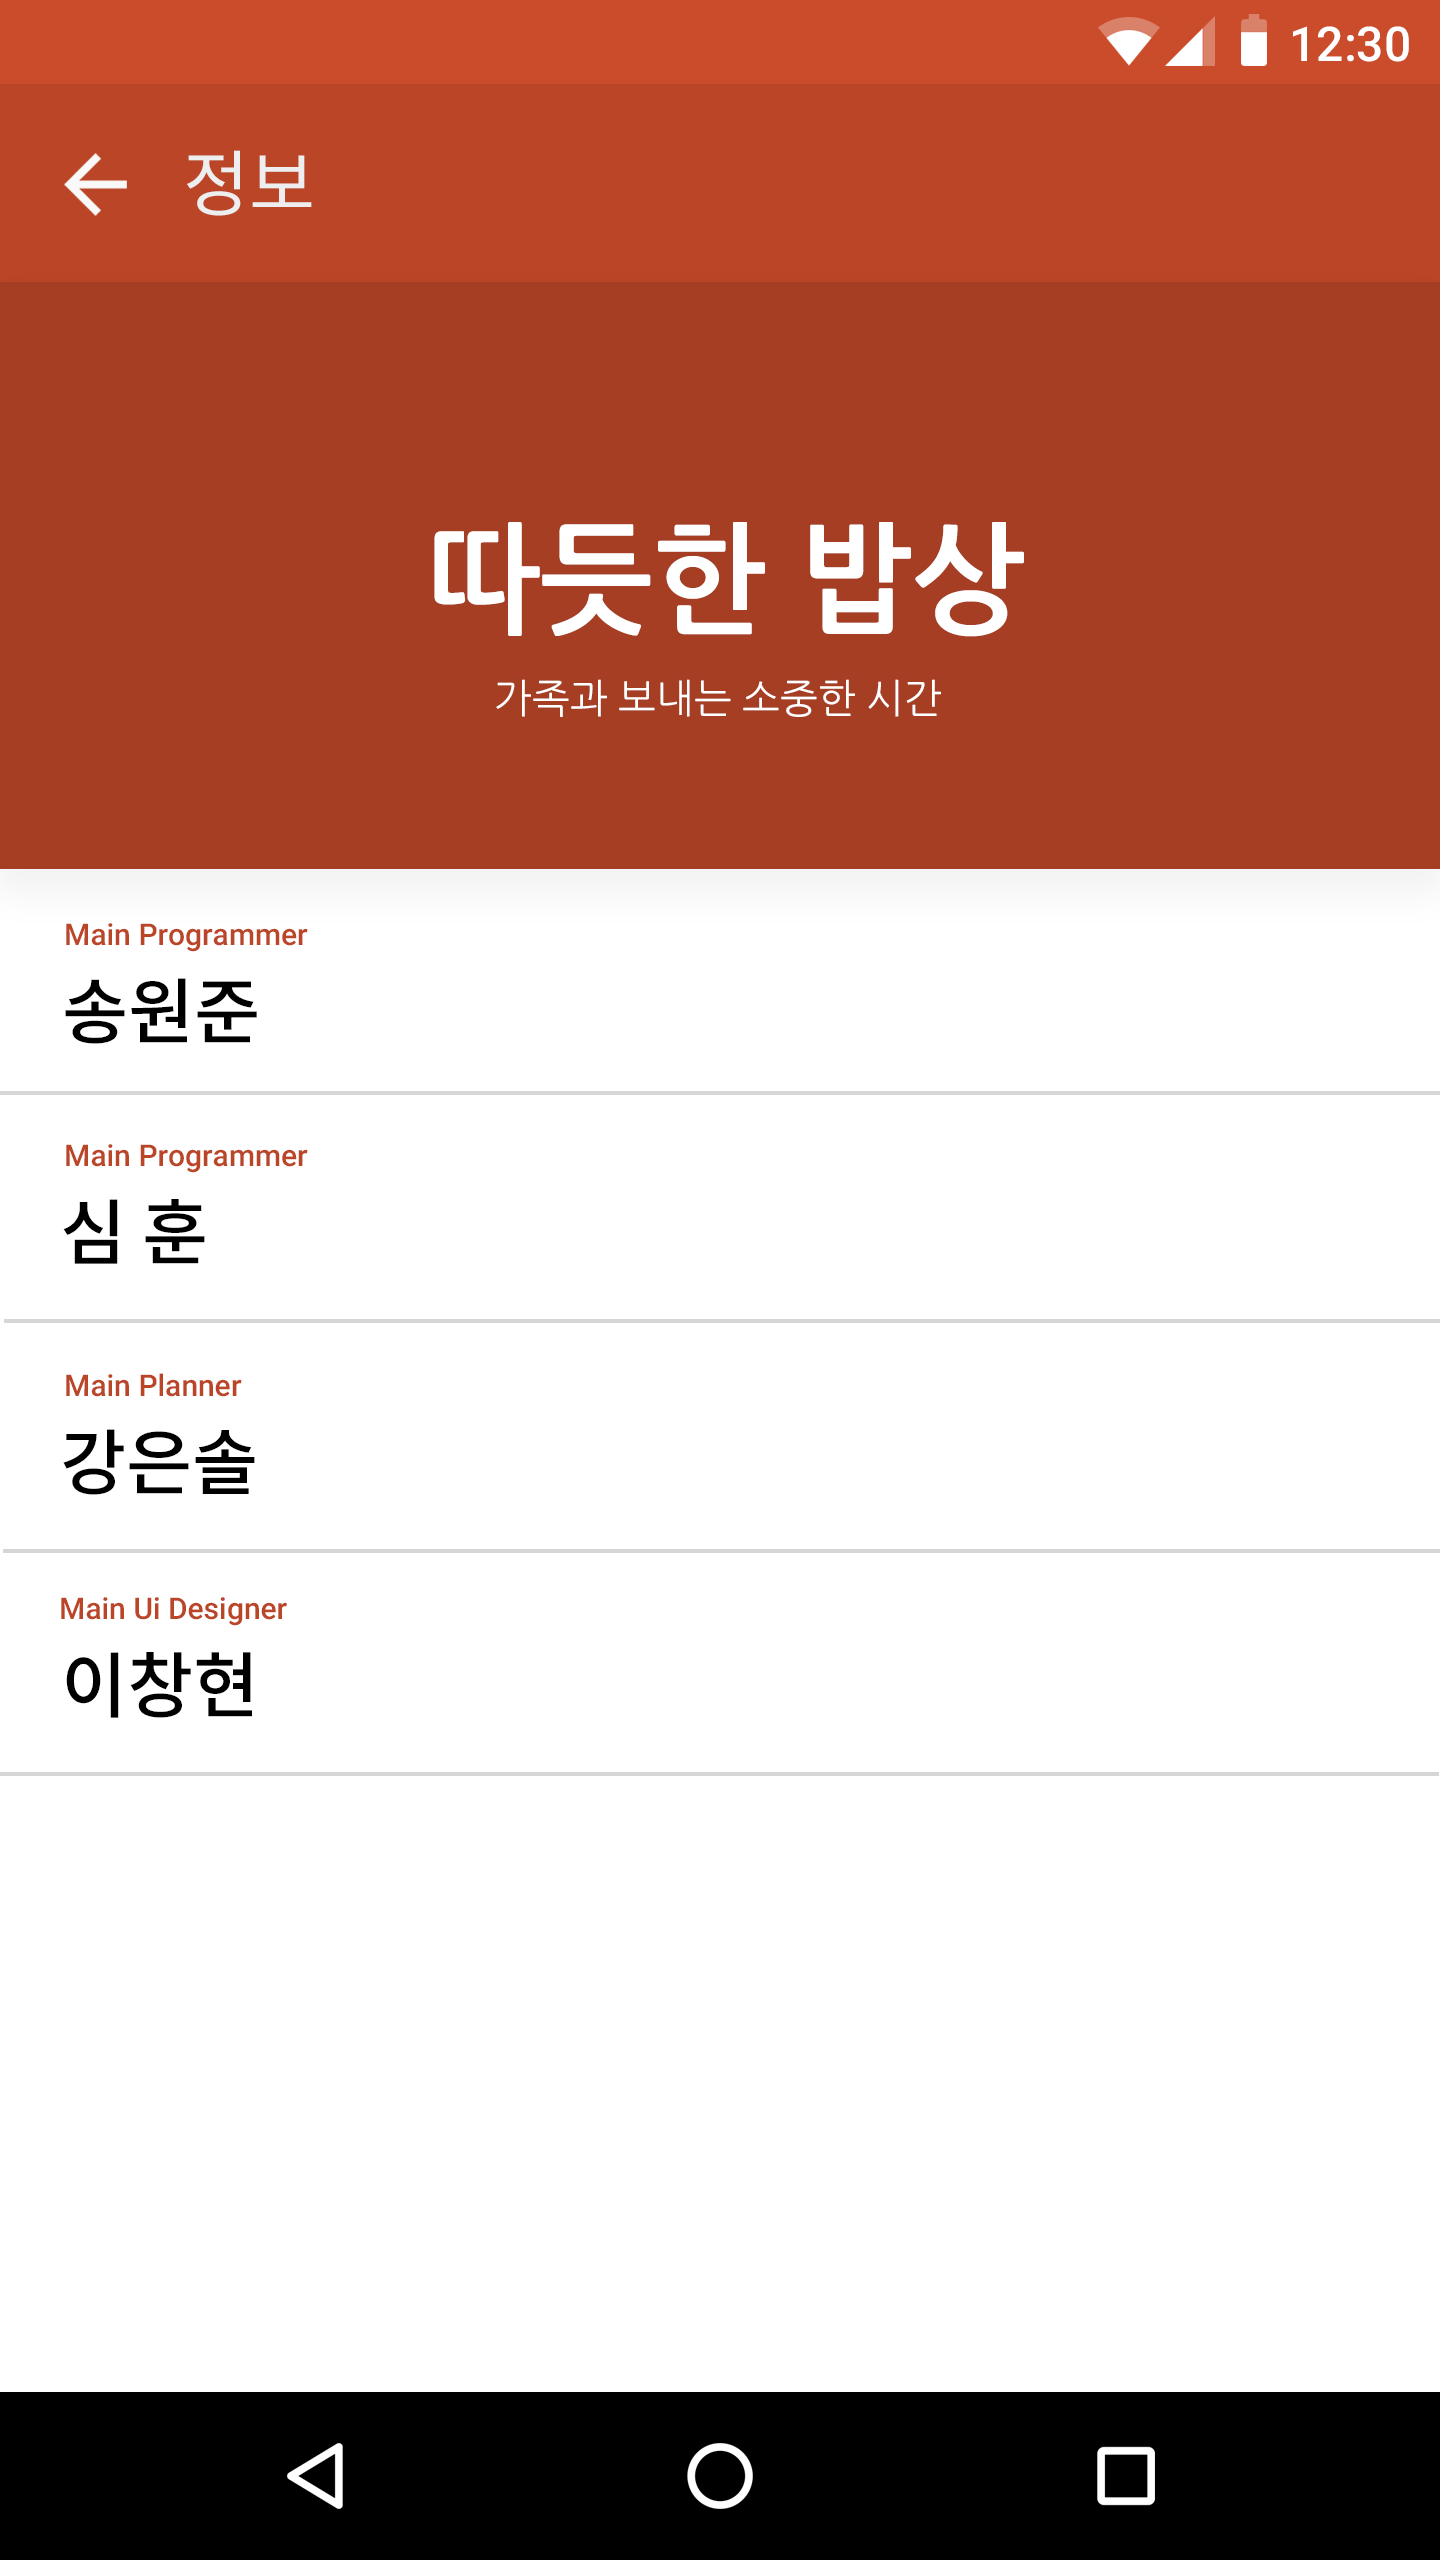 12:30
정보
따듯한 밥상
가족과 보내는 소중한 시간
Main Programmer
송원준
Main Programmer
심 훈
Main Planner
강은솔
Main Ui Designer
이창현